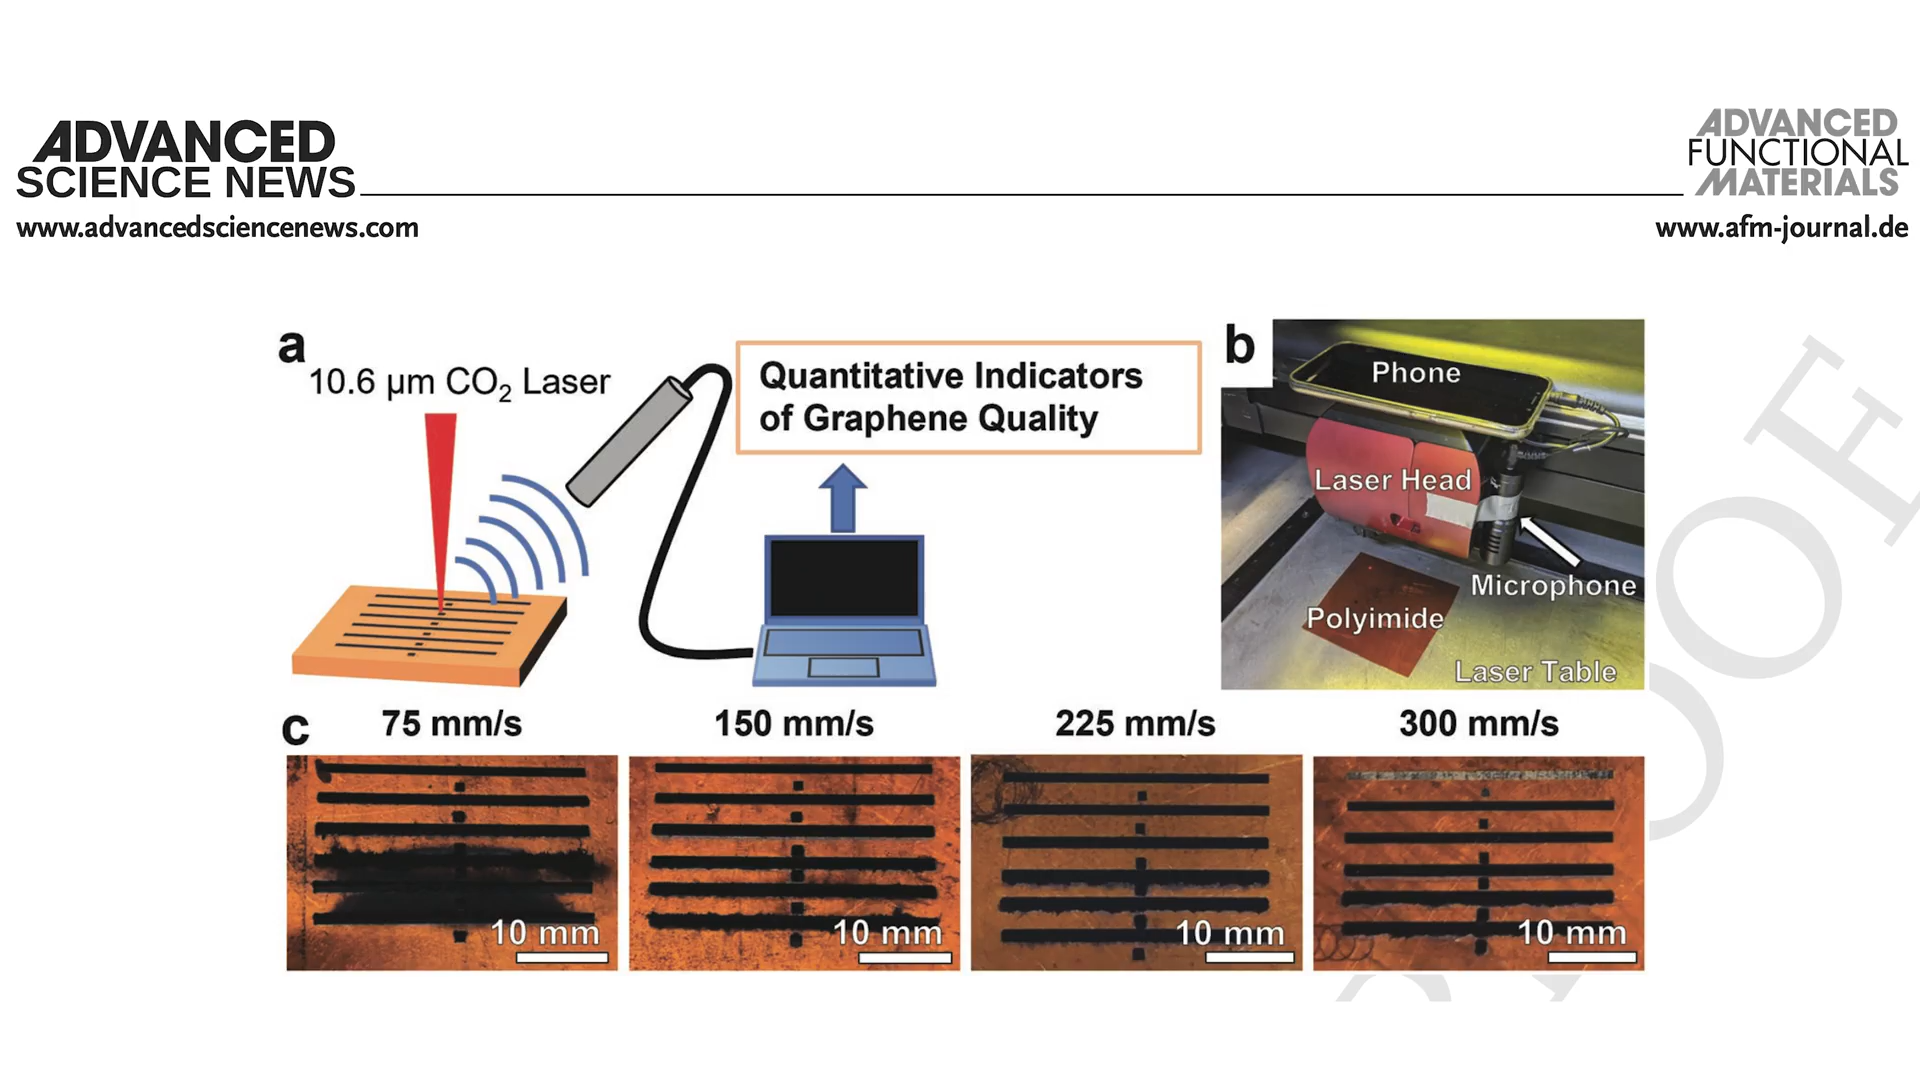 ADVANCED
SCIENCE NEWS
www.advancedsciencenews.com
ADVANCED
FUNCTIONAL
MATERIALS
www.afm-journal.de
a
10.6 µm CO₂ Laser
Quantitative Indicators
of Graphene Quality
b
Phone
Laser Head
Microphone
Polyimide
Laser Table
c
75 mm/s
150 mm/s
225 mm/s
300 mm/s
10 mm
10 mm
10 mm
10 mm